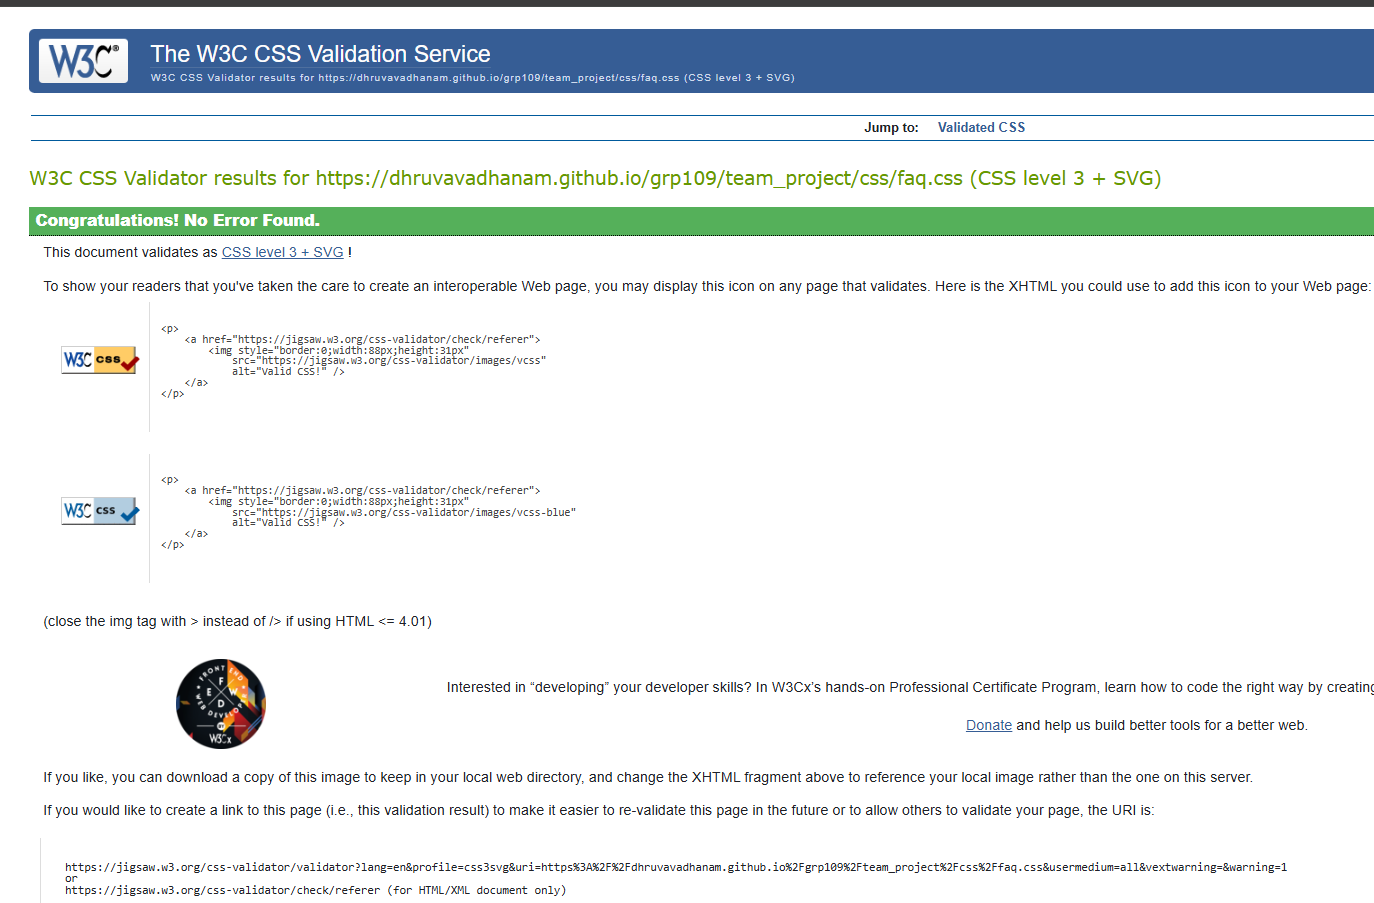 W3C®
The W3C CSS Validation Service
W3C CSS Validator results for https://dhruvavadhanam.github.io/grp109/team_project/css/faq.css (CSS level 3 + SVG)
Jump to: Validated CSS
W3C CSS Validator results for https://dhruvavadhanam.github.io/grp109/team_project/css/faq.css (CSS level 3 + SVG)
Congratulations! No Error Found.
This document validates as CSS level 3 + SVG !
To show your readers that you've taken the care to create an interoperable Web page, you may display this icon on any page that validates. Here is the XHTML you could use to add this icon to your Web page:
W3C css
<p>
<a href="https://jigsaw.w3.org/css-validator/check/referer">
<img style="border:0;width:88px;height:31px"
src="https://jigsaw.w3.org/css-validator/images/vcss"
alt="Valid CSS!" />
</a>
</p>
W3C css
<p>
<a href="https://jigsaw.w3.org/css-validator/check/referer">
<img style="border:0;width:88px;height:31px"
src="https://jigsaw.w3.org/css-validator/images/vcss-blue"
alt="Valid CSS!" />
</a>
</p>
(close the img tag with > instead of /> if using HTML <= 4.01)
FRONT END
F
E W
D
WEB DEVELOPER
BY
W3Cx
Interested in “developing” your developer skills? In W3Cx’s hands-on Professional Certificate Program, learn how to code the right way by creating
Donate and help us build better tools for a better web.
If you like, you can download a copy of this image to keep in your local web directory, and change the XHTML fragment above to reference your local image rather than the one on this server.
If you would like to create a link to this page (i.e., this validation result) to make it easier to re-validate this page in the future or to allow others to validate your page, the URI is:
https://jigsaw.w3.org/css-validator/validator?lang=en&profile=css3svg&uri=https%3A%2F%2Fdhruvavadhanam.github.io%2Fgrp109%2Fteam_project%2Fcss%2Ffaq.css&usermedium=all&vextwarning=&warning=1
or
https://jigsaw.w3.org/css-validator/check/referer (for HTML/XML document only)